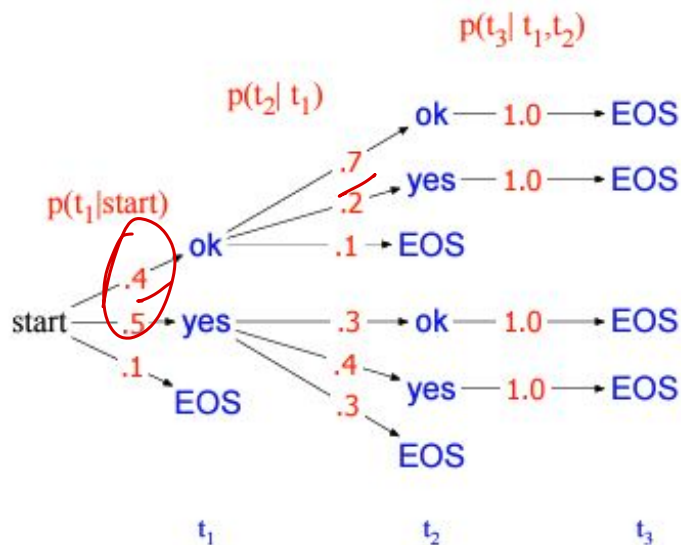 p(t3| t1,t2)
p(t2| t1)
ok 1.0 EOS
.7
yes 1.0 EOS
.2
p(t1|start)
ok .1 EOS
.4
start .5 yes .3 ok 1.0 EOS
.1 .4 yes 1.0 EOS
EOS .3
EOS
t1 t2 t3